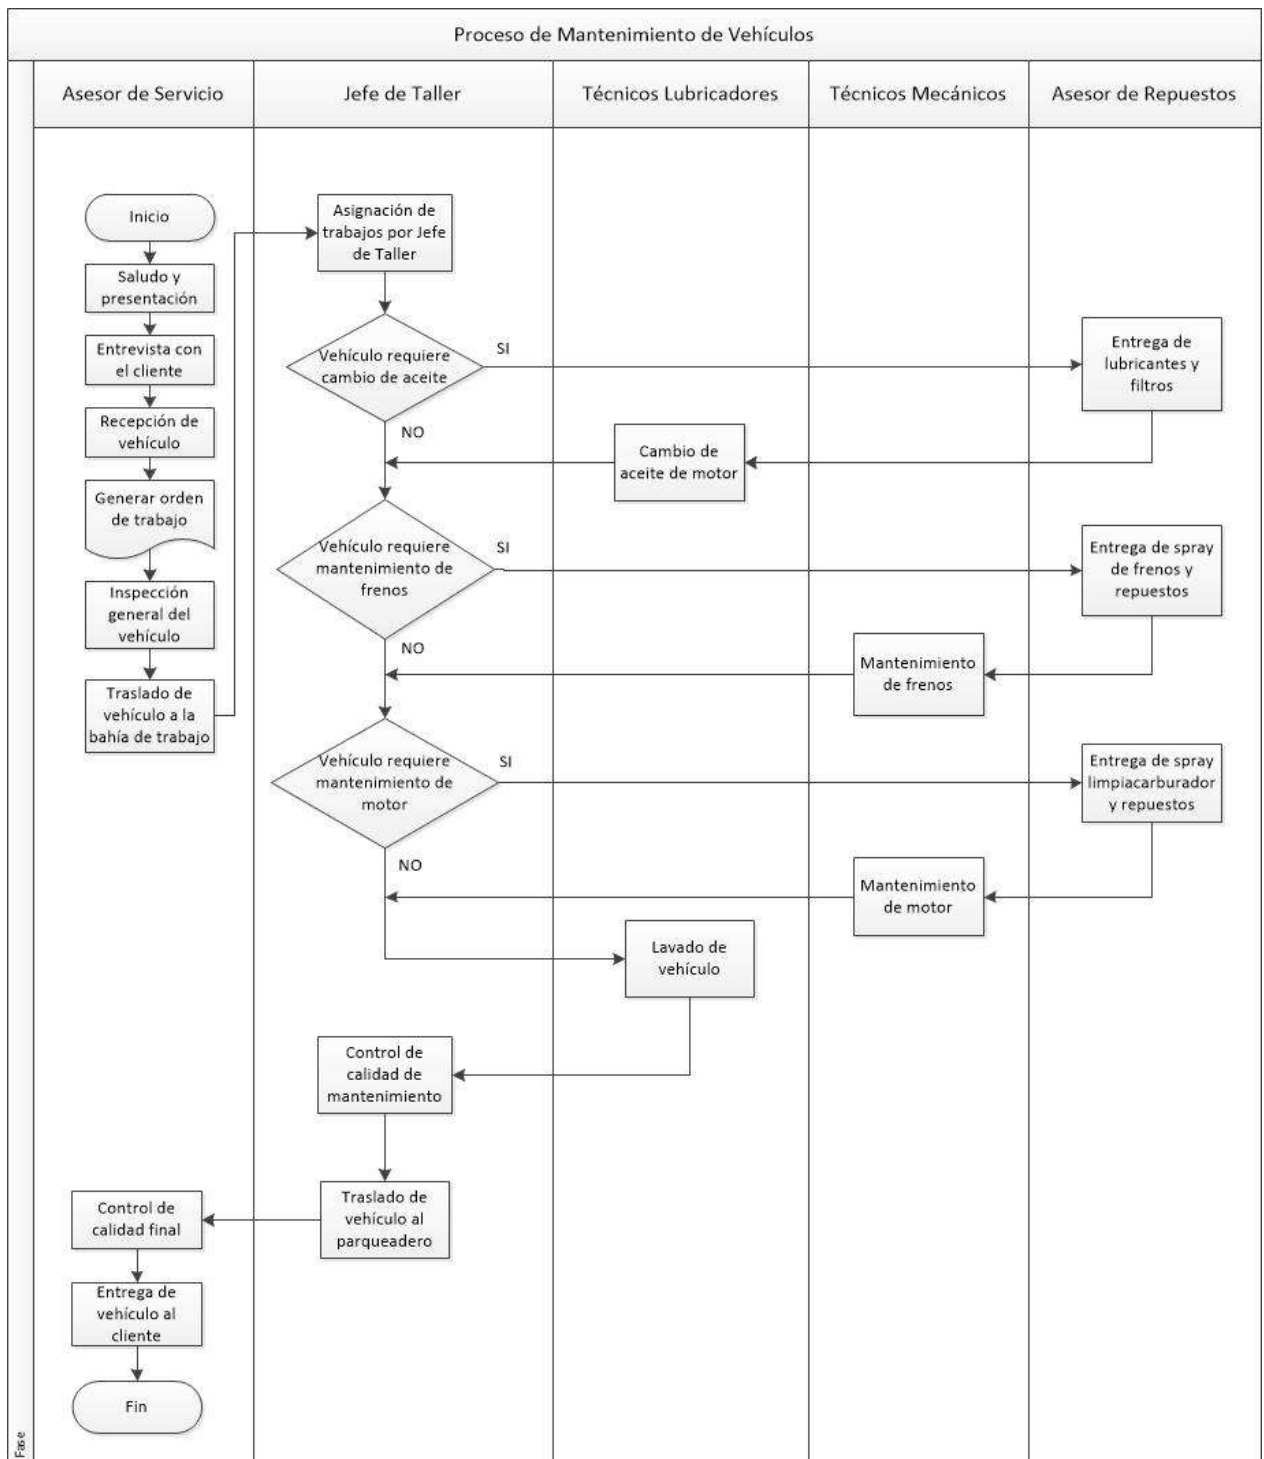 Proceso de Mantenimiento de Vehículos
Asesor de Servicio
Jefe de Taller
Técnicos Lubricadores
Técnicos Mecánicos
Asesor de Repuestos
Inicio
Saludo y
presentación
Entrevista con
el cliente
Recepción de
vehículo
Generar orden
de trabajo
Inspección
general del
vehículo
Traslado de
vehículo a la
bahía de trabajo
Asignación de
trabajos por Jefe
de Taller
Vehículo requiere
cambio de aceite
SI
NO
Entrega de
lubricantes y
filtros
Cambio de
aceite de motor
Vehículo requiere
mantenimiento de
frenos
SI
NO
Entrega de spray
de frenos y
repuestos
Mantenimiento
de frenos
Vehículo requiere
mantenimiento de
motor
SI
NO
Entrega de spray
limpiacarburador
y repuestos
Mantenimiento
de motor
Lavado de
vehículo
Control de
calidad de
mantenimiento
Traslado de
vehículo al
parqueadero
Control de
calidad final
Entrega de
vehículo al
cliente
Fin
Fase